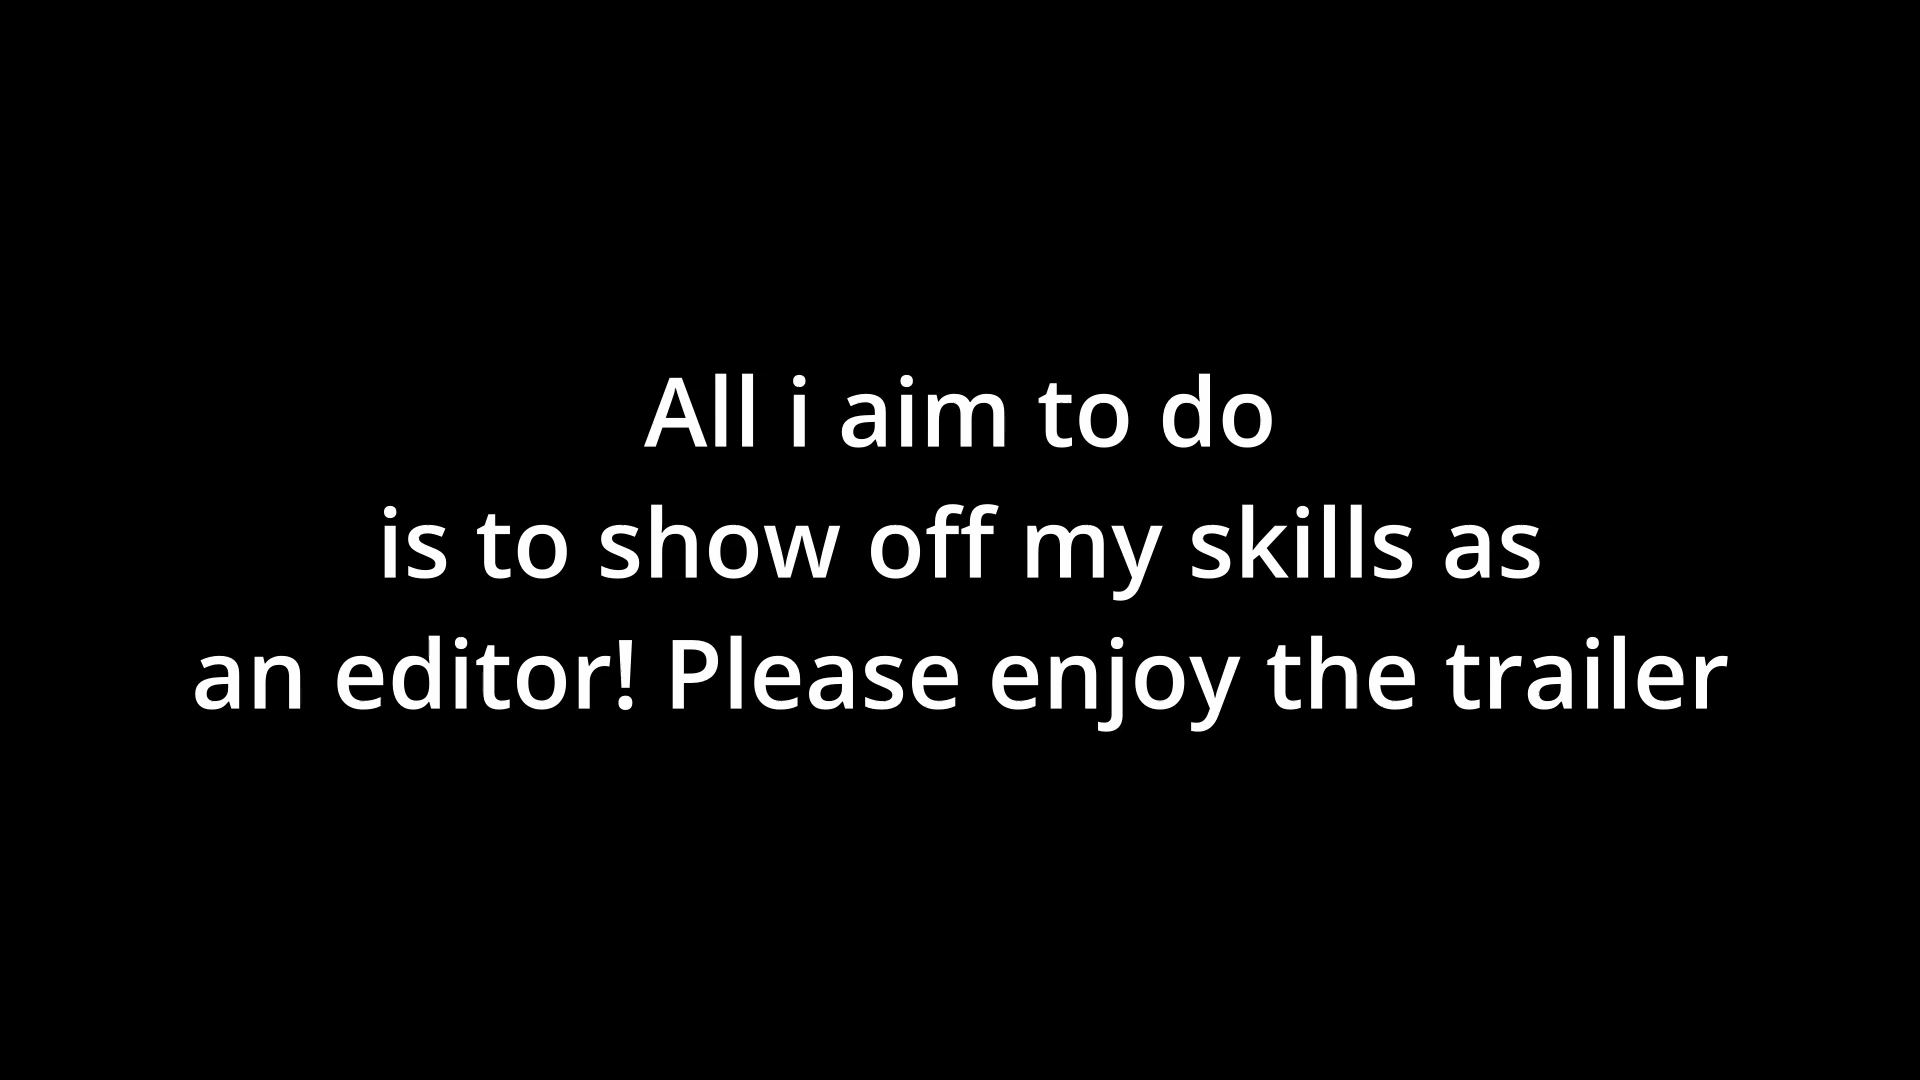 All i aim to do
is to show off my skills as
an editor! Please enjoy the trailer